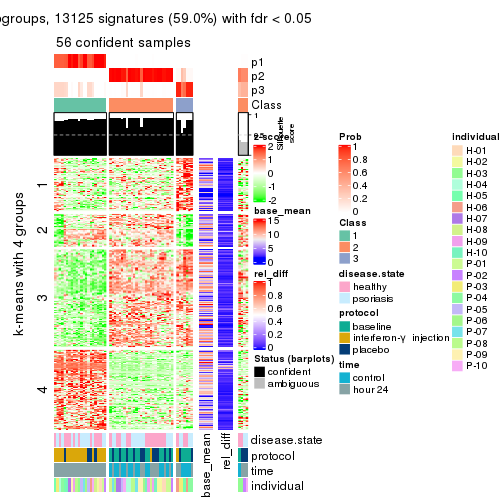 ogroups, 13125 signatures (59.0%) with fdr < 0.05
56 confident samples
p1
p2
p3
Class
1
Silhouette
score
k-means with 4 groups
1
2
3
4
base_mean
rel_diff
disease.state
protocol
time
individual
z-score
2
1
0
-1
-2
base_mean
15
10
5
0
rel_diff
1
0.8
0.6
0.4
0.2
0
Status (barplots)
confident
ambiguous
Prob
1
0.8
0.6
0.4
0.2
0
Class
1
2
3
disease.state
healthy
psoriasis
protocol
baseline
interferon-γ injection
placebo
time
control
hour 24
individual
H-01
H-02
H-03
H-04
H-05
H-06
H-07
H-08
H-09
H-10
P-01
P-02
P-03
P-04
P-05
P-06
P-07
P-08
P-09
P-10